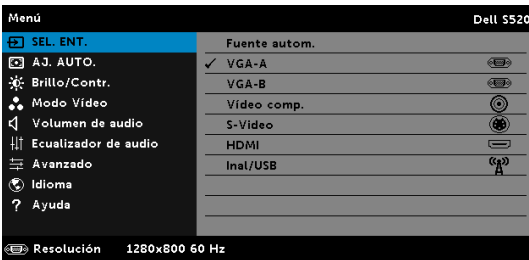 Menú Dell S520
SEL. ENT. Fuente autom.
AJ. AUTO. ✓ VGA-A
Brillo/Contr. VGA-B
Modo Vídeo Vídeo comp.
Volumen de audio S-Video
Ecualizador de audio HDMI
Avanzado Inal/USB
Idioma
? Ayuda
Resolución 1280x800 60 Hz